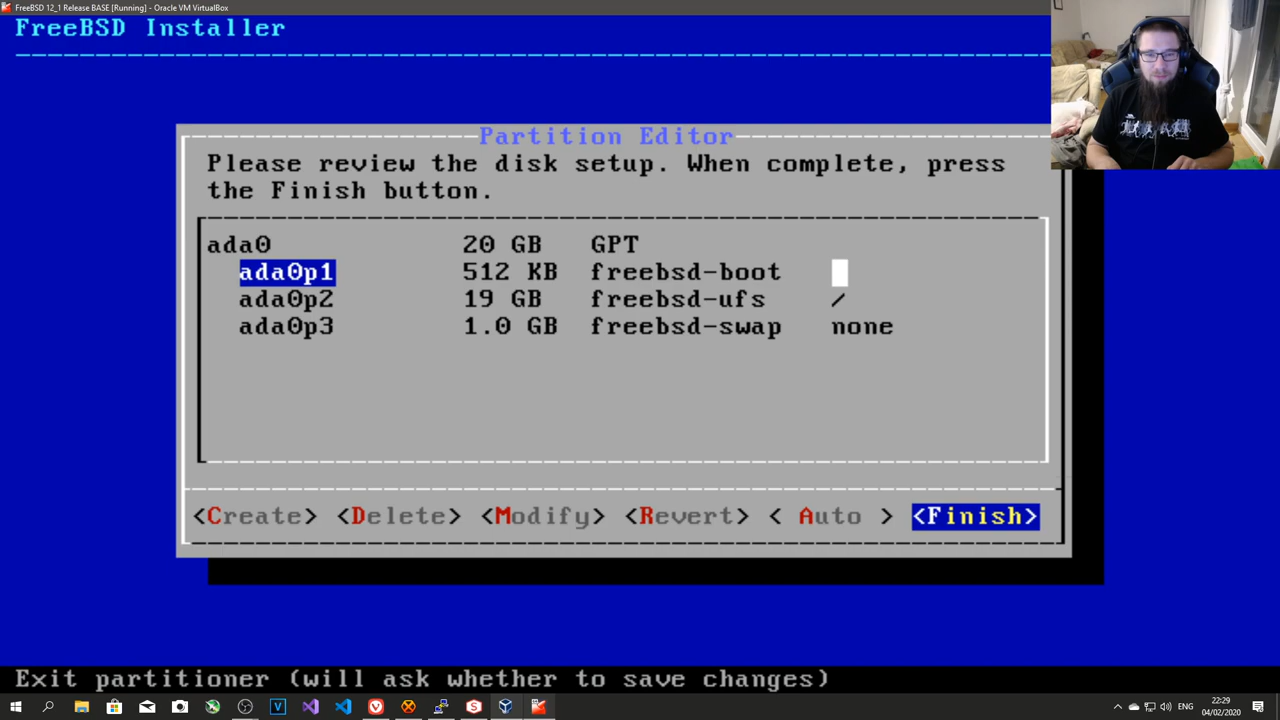 FreeBSD 12_1 Release BASE [Running] - Oracle VM VirtualBox
FreeBSD Installer
Partition Editor
Please review the disk setup. When complete, press
the Finish button.
ada0 20 GB GPT
ada0p1 512 KB freebsd-boot
ada0p2 19 GB freebsd-ufs /
ada0p3 1.0 GB freebsd-swap none
<Create> <Delete> <Modify> <Revert> < Auto > <Finish>
Exit partitioner (will ask whether to save changes)
ENG
22:29
04/02/2020